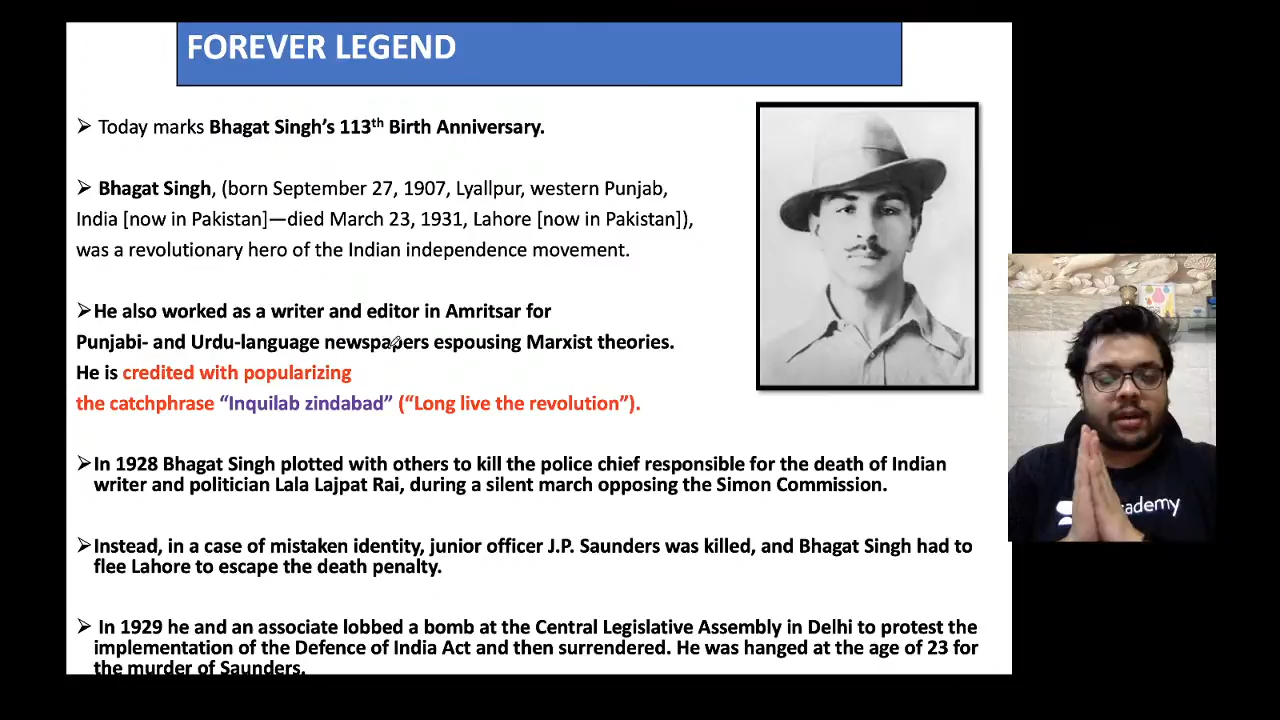 FOREVER LEGEND
➢ Today marks Bhagat Singh's 113th Birth Anniversary.
➢ Bhagat Singh, (born September 27, 1907, Lyallpur, western Punjab,
India [now in Pakistan]—died March 23, 1931, Lahore [now in Pakistan]),
was a revolutionary hero of the Indian independence movement.
➢He also worked as a writer and editor in Amritsar for
Punjabi- and Urdu-language newspapers espousing Marxist theories.
He is credited with popularizing
the catchphrase “Inquilab zindabad” (“Long live the revolution”).
➢In 1928 Bhagat Singh plotted with others to kill the police chief responsible for the death of Indian
writer and politician Lala Lajpat Rai, during a silent march opposing the Simon Commission.
➢Instead, in a case of mistaken identity, junior officer J.P. Saunders was killed, and Bhagat Singh had to
flee Lahore to escape the death penalty.
➢ In 1929 he and an associate lobbed a bomb at the Central Legislative Assembly in Delhi to protest the
implementation of the Defence of India Act and then surrendered. He was hanged at the age of 23 for
the murder of Saunders.